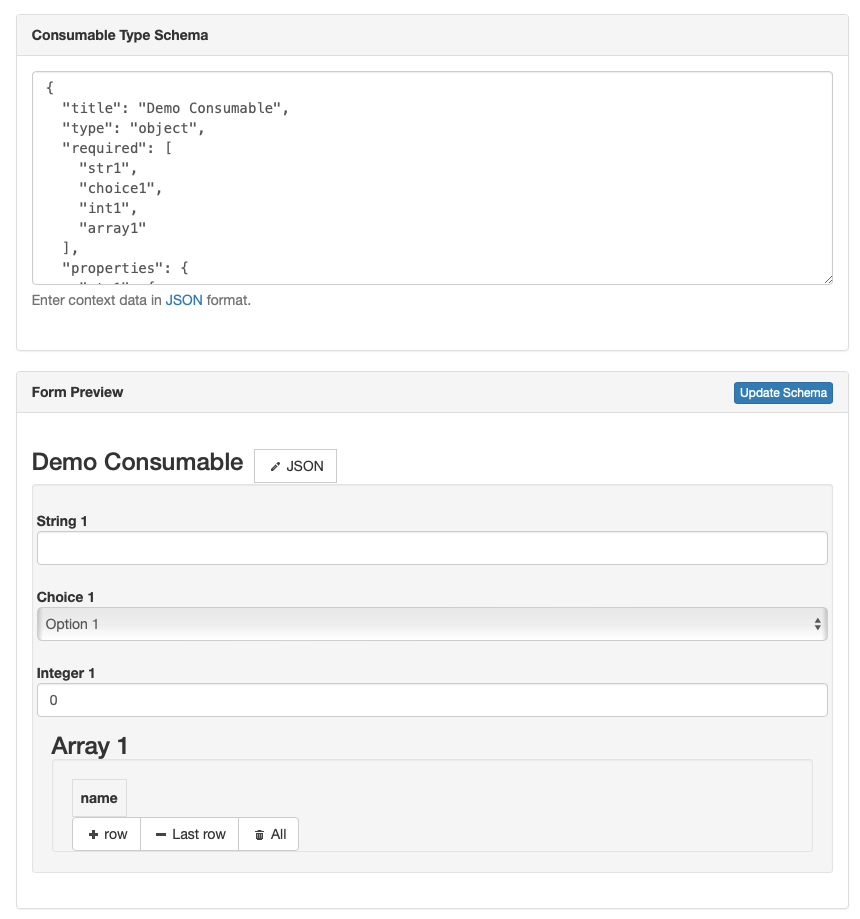 Consumable Type Schema
{
"title": "Demo Consumable",
"type": "object",
"required": [
"str1",
"choice1",
"int1",
"array1"
],
"properties": {
Enter context data in JSON format.
Form Preview
Update Schema
Demo Consumable
JSON
String 1
Choice 1
Option 1
Integer 1
0
Array 1
name
row
Last row
All